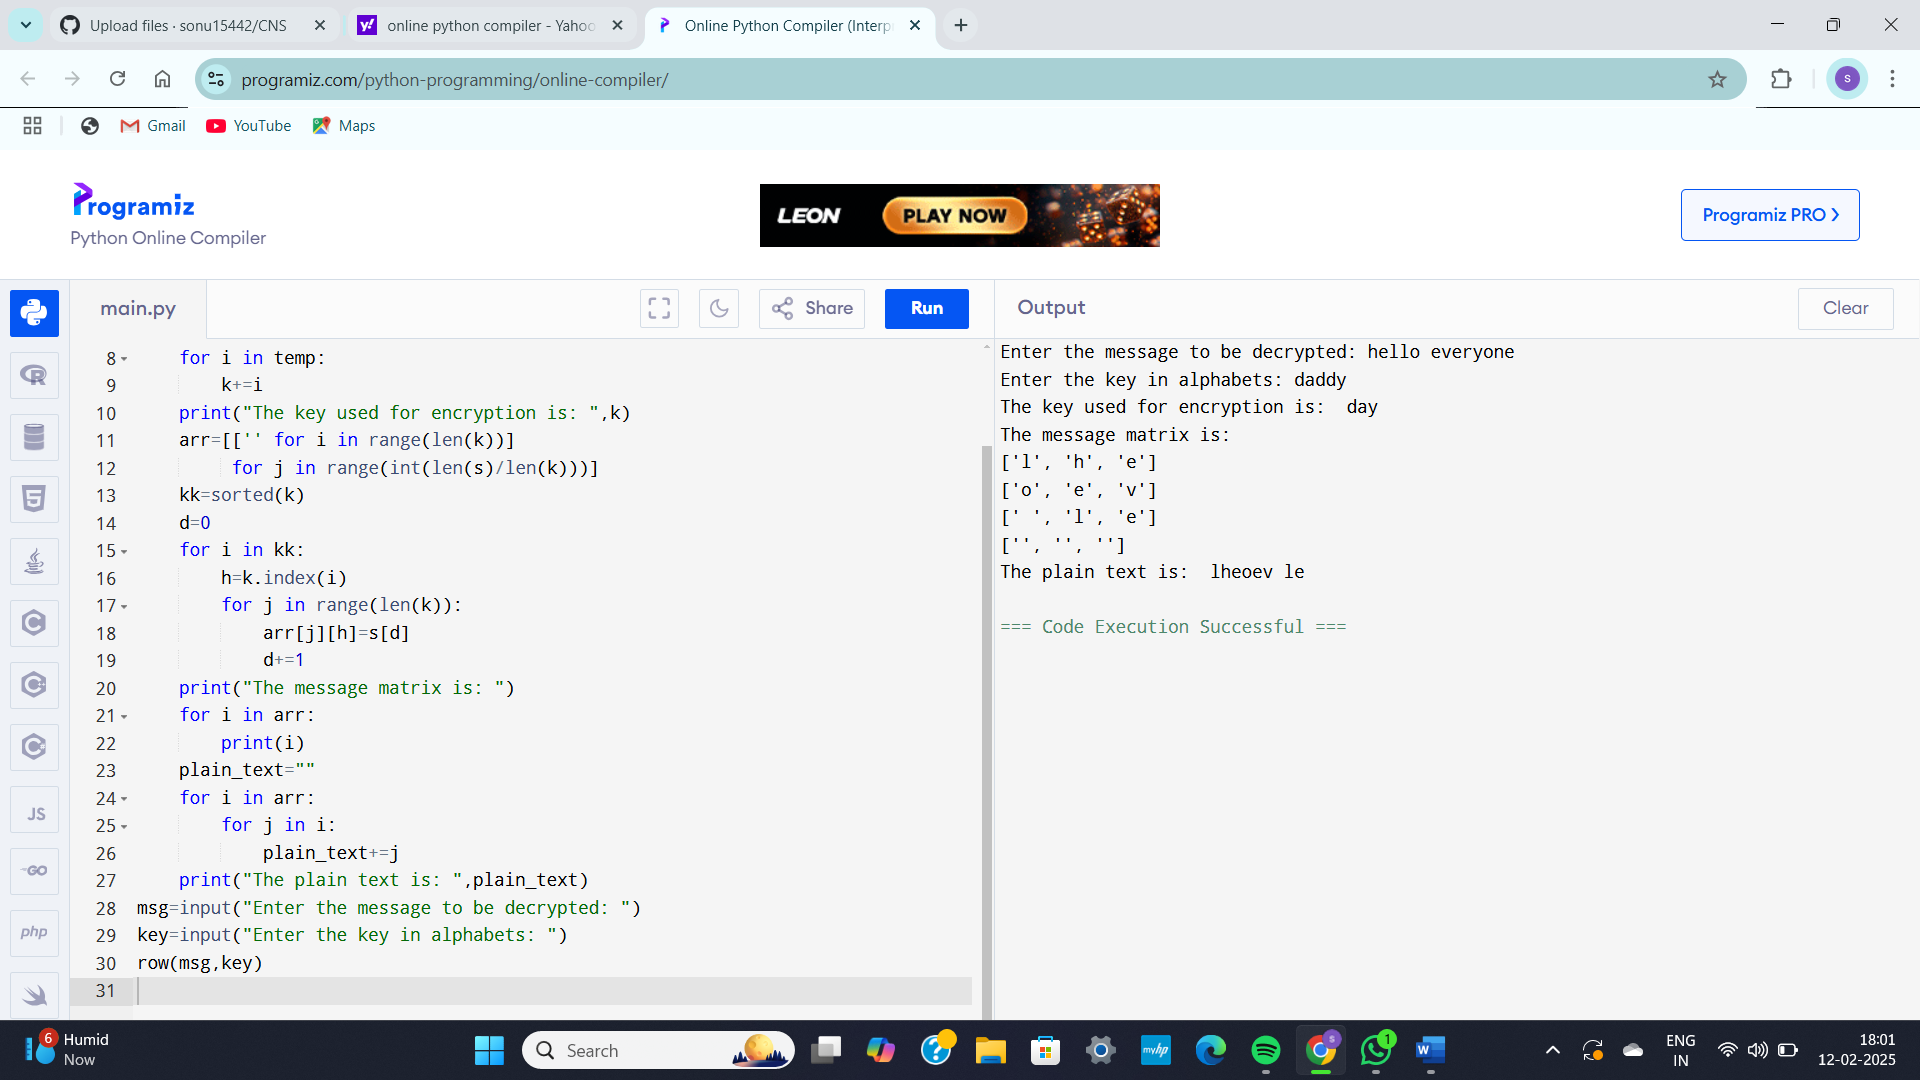 Upload files · sonu15442/CNS
online python compiler - Yahoo
Online Python Compiler (Interp
programiz.com/python-programming/online-compiler/
S
Gmail
YouTube
Maps
Programiz
Python Online Compiler
LEON
PLAY NOW
Programiz PRO ❯
main.py
Share
Run
Output
Clear
8 for i in temp:
9 k+=i
10 print("The key used for encryption is: ",k)
11 arr=[['' for i in range(len(k))]
12 for j in range(int(len(s)/len(k)))]
13 kk=sorted(k)
14 d=0
15 for i in kk:
16 h=k.index(i)
17 for j in range(len(k)):
18 arr[j][h]=s[d]
19 d+=1
20 print("The message matrix is: ")
21 for i in arr:
22 print(i)
23 plain_text=""
24 for i in arr:
25 for j in i:
26 plain_text+=j
27 print("The plain text is: ",plain_text)
28 msg=input("Enter the message to be decrypted: ")
29 key=input("Enter the key in alphabets: ")
30 row(msg,key)
31
Enter the message to be decrypted: hello everyone
Enter the key in alphabets: daddy
The key used for encryption is:  day
The message matrix is:
['l', 'h', 'e']
['o', 'e', 'v']
[' ', 'l', 'e']
['', '', '']
The plain text is:  lheoev le
=== Code Execution Successful ===
R
5
C
C
C
JS
GO
php
6
Humid
Now
Search
?
myhp
S
1
W
ENG
IN
18:01
12-02-2025